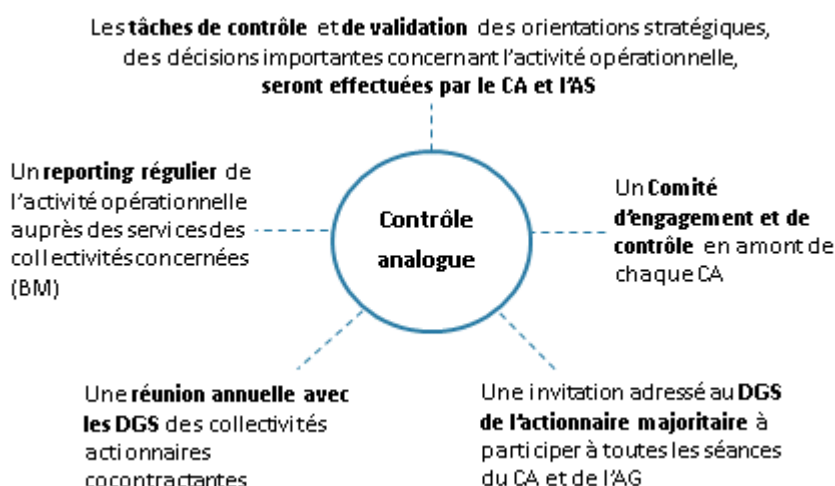 Les tâches de contrôle et de validation des orientations stratégiques,
des décisions importantes concernant l'activité opérationnelle,
seront effectuées par le CA et l'AS
Un reporting régulier de
l'activité opérationnelle
auprès des services des
collectivités concernées
(BM)
Contrôle
analogue
Un Comité
d'engagement et de
contrôle en amont de
chaque CA
Une réunion annuelle avec
les DGS des collectivités
actionnaires
cocontractantes
Une invitation adressé au DGS
de l'actionnaire majoritaire à
participer à toutes les séances
du CA et de l'AG